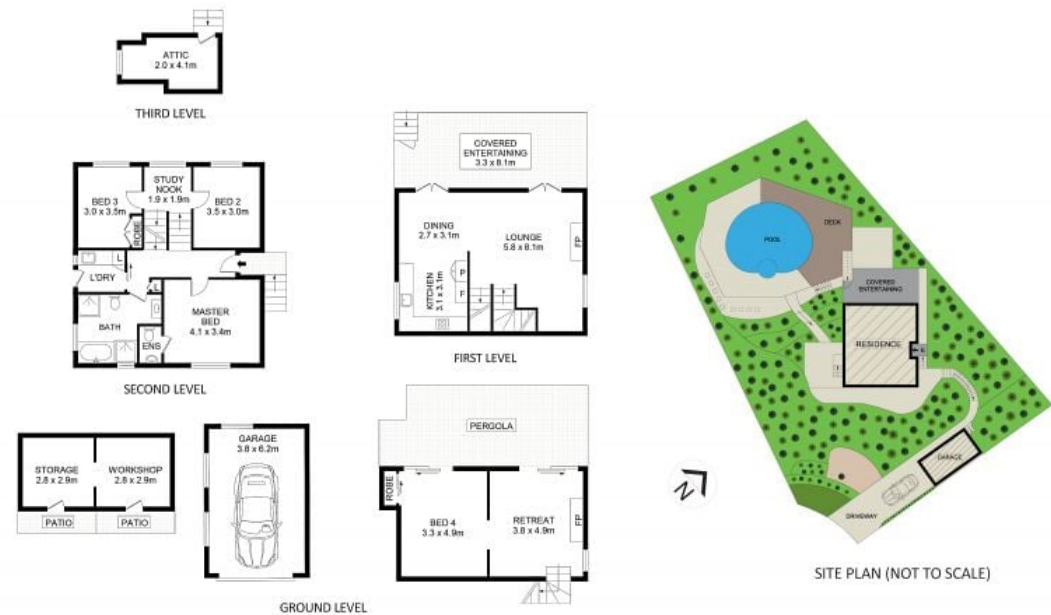 ATTIC
2.0 x 4.1m
THIRD LEVEL
BED 3
3.0 x 3.5m
STUDY
NOOK
1.9 x 1.9m
BED 2
3.5 x 3.0m
ROBE
L
L'DRY
L
BATH
ENS
MASTER
BED
4.1 x 3.4m
SECOND LEVEL
COVERED
ENTERTAINING
3.3 x 8.1m
DINING
2.7 x 3.1m
LOUNGE
5.8 x 8.1m
FP
KITCHEN
3.1 x 3.1m
P
F
FIRST LEVEL
STORAGE
2.8 x 2.9m
WORKSHOP
2.8 x 2.9m
PATIO
PATIO
GARAGE
3.8 x 6.2m
PERGOLA
ROBE
BED 4
3.3 x 4.9m
RETREAT
3.8 x 4.9m
FP
GROUND LEVEL
POOL
DECK
COVERED
ENTERTAINING
RESIDENCE
GARAGE
DRIVEWAY
N
SITE PLAN (NOT TO SCALE)